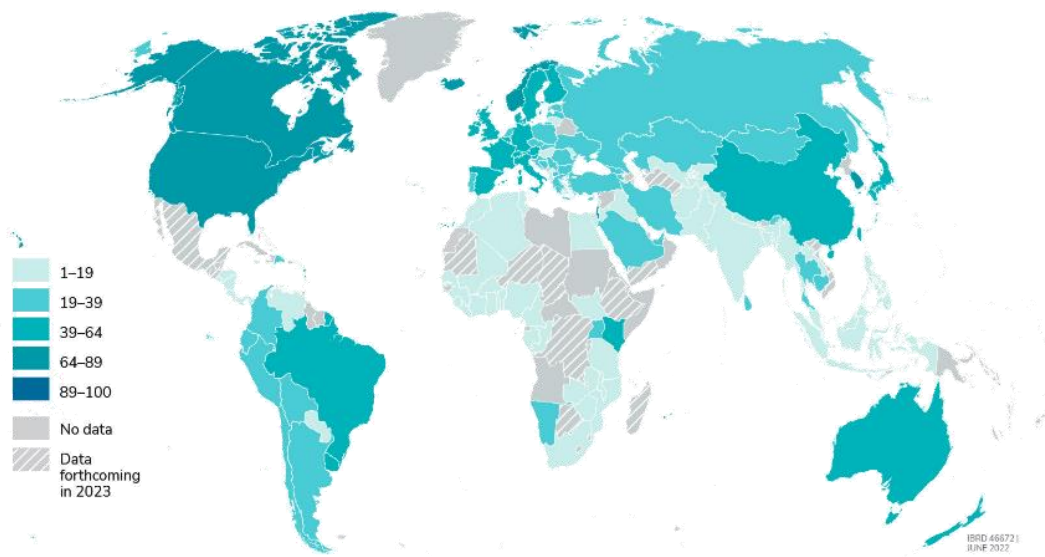 1–19
19–39
39–64
64–89
89–100
No data
Data
forthcoming
in 2023
IBRD 46672 |
JUNE 2022